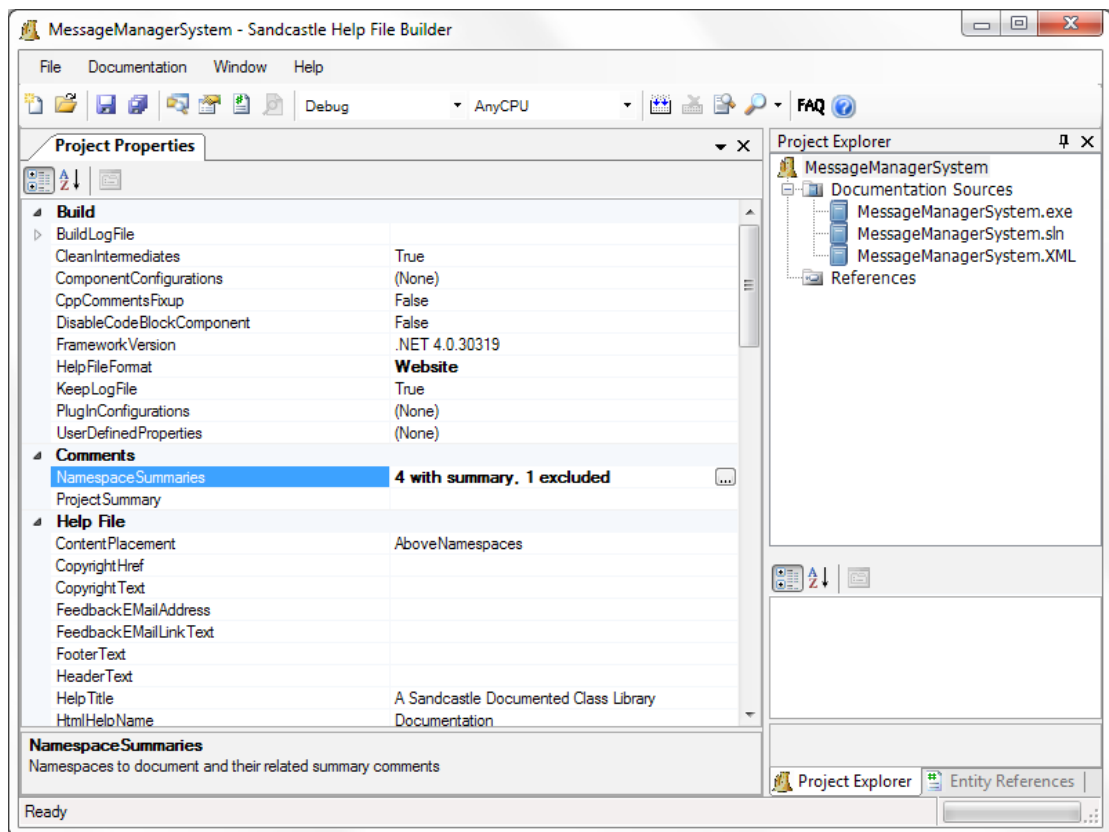 MessageManagerSystem - Sandcastle Help File Builder
File Documentation Window Help
Debug AnyCPU FAQ
Project Properties
Build
BuildLogFile
CleanIntermediates True
ComponentConfigurations (None)
CppCommentsFixup False
DisableCodeBlockComponent False
FrameworkVersion .NET 4.0.30319
HelpFileFormat Website
KeepLogFile True
PlugInConfigurations (None)
UserDefinedProperties (None)
Comments
NamespaceSummaries 4 with summary, 1 excluded ...
ProjectSummary
Help File
ContentPlacement AboveNamespaces
CopyrightHref
CopyrightText
FeedbackEMailAddress
FeedbackEMailLinkText
FooterText
HeaderText
HelpTitle A Sandcastle Documented Class Library
HtmlHelpName Documentation
NamespaceSummaries
Namespaces to document and their related summary comments
Project Explorer
MessageManagerSystem
Documentation Sources
MessageManagerSystem.exe
MessageManagerSystem.sln
MessageManagerSystem.XML
References
Project Explorer Entity References
Ready